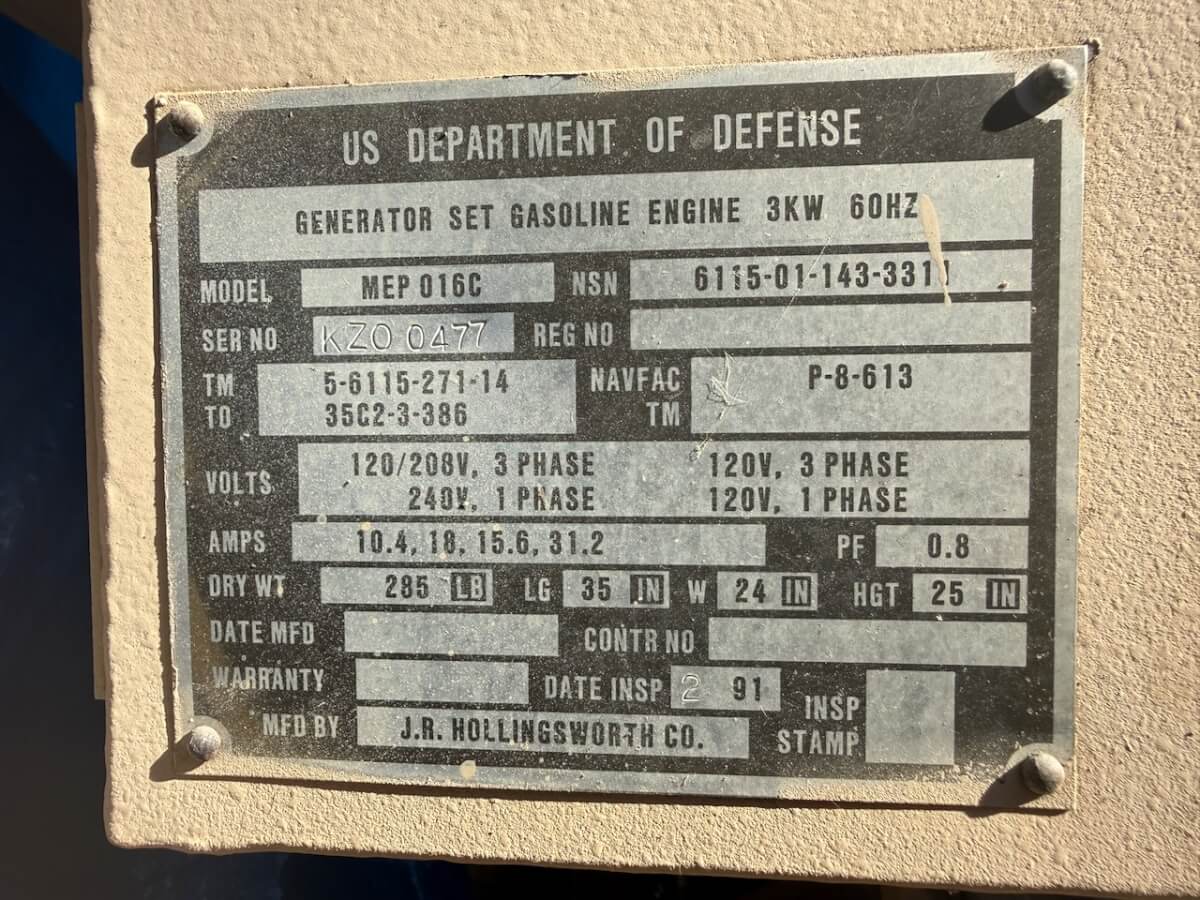 US DEPARTMENT OF DEFENSE
GENERATOR SET GASOLINE ENGINE 3KW 60HZ
MODEL MEP 016C NSN 6115-01-143-3311
SER NO KZO 0477 REG NO
TM 5-6115-271-14 NAVFAC P-8-613
TO 35C2-3-386 TM
VOLTS 120/208V, 3 PHASE 120V, 3 PHASE
240V, 1 PHASE 120V, 1 PHASE
AMPS 10.4, 18, 15.6, 31.2 PF 0.8
DRY WT 285 LB LG 35 IN W 24 IN HGT 25 IN
DATE MFD CONTR NO
WARRANTY DATE INSP 2 91 INSP STAMP
MFD BY J.R. HOLLINGSWORTH CO.